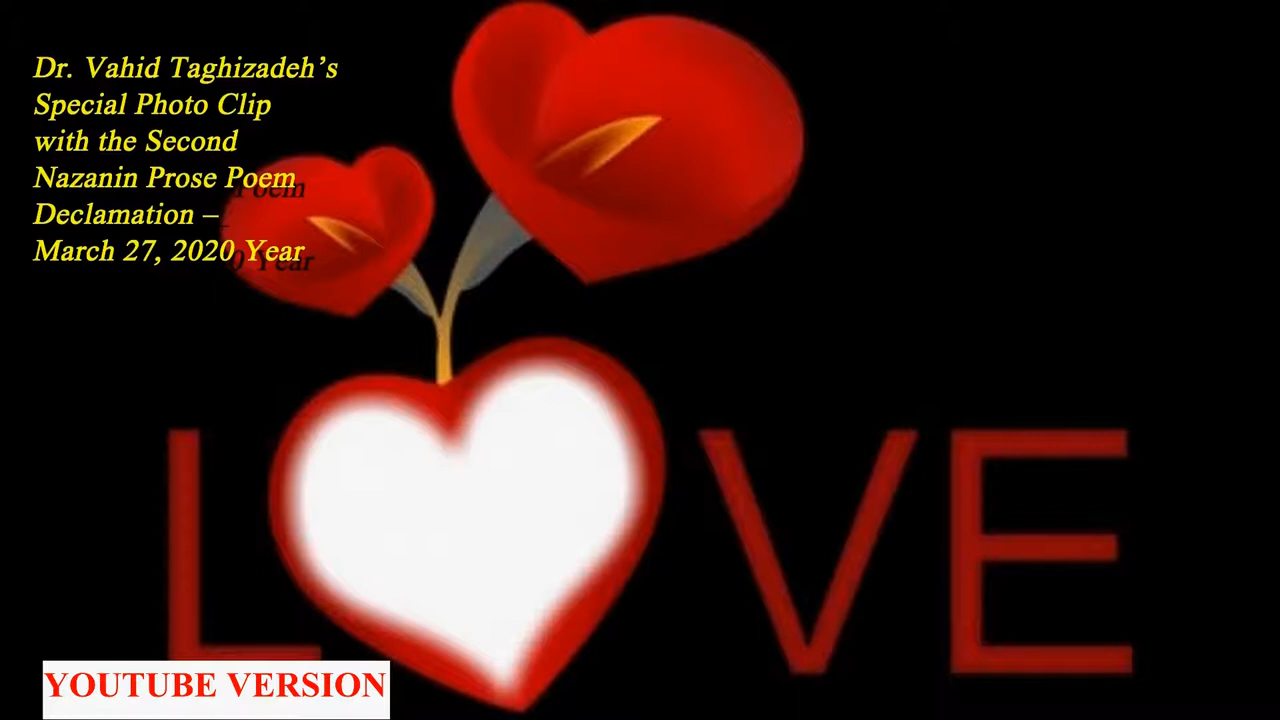 Dr. Vahid Taghizadeh’s
Special Photo Clip
with the Second
Nazanin Prose Poem
Declamation –
March 27, 2020 Year
L VE
YOUTUBE VERSION